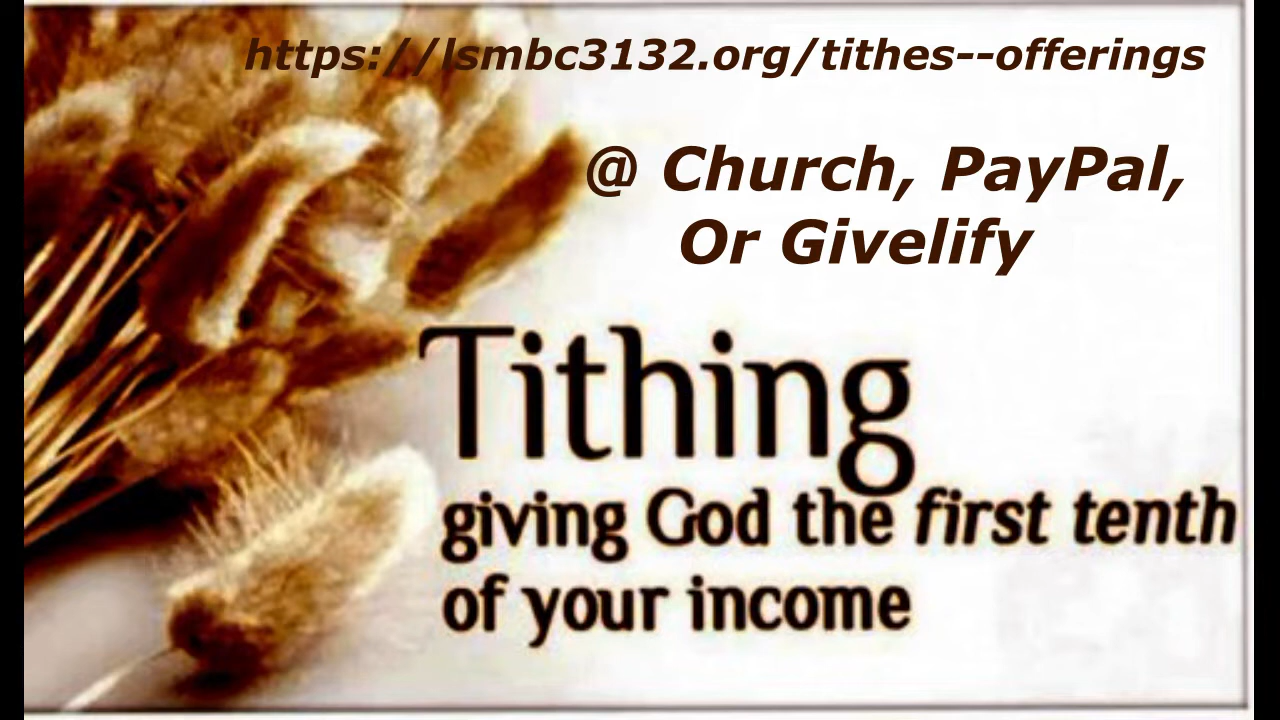 https://lsmbc3132.org/tithes--offerings
@ Church, PayPal,
Or Givelify
Tithing
giving God the first tenth
of your income